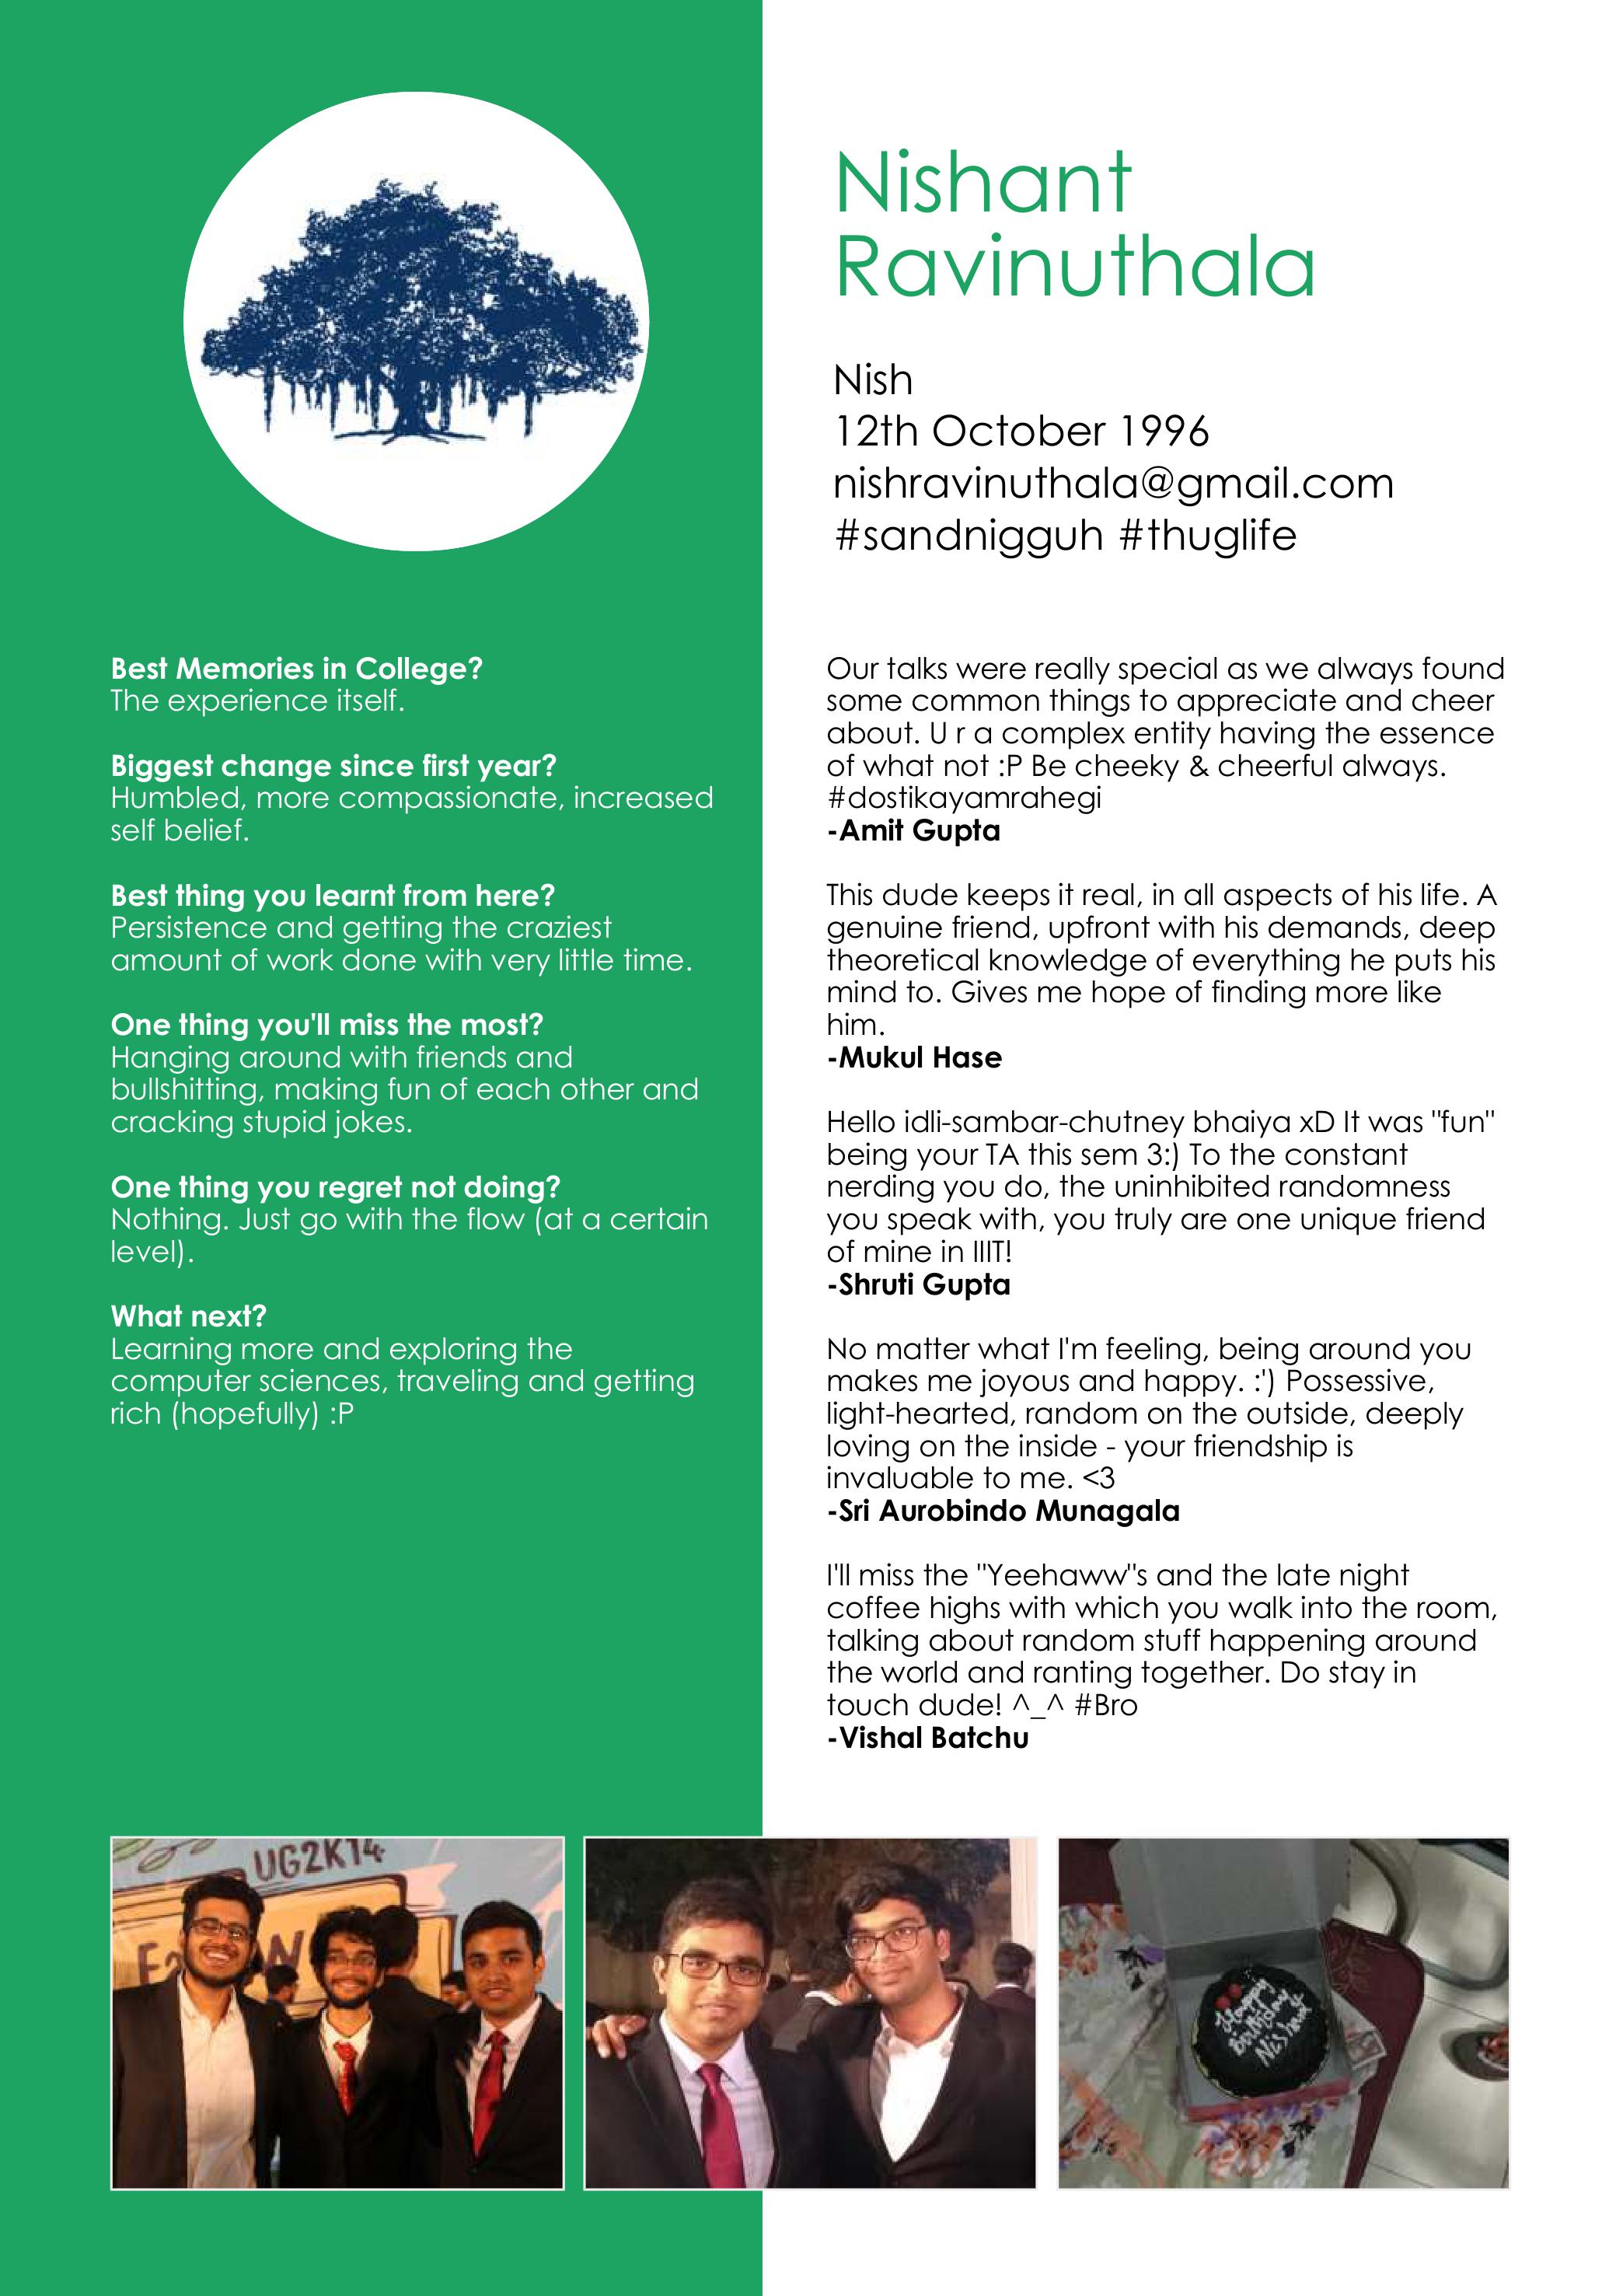 Nishant
Ravinuthala
Nish
12th October 1996
nishravinuthala@gmail.com
#sandnigguh #thuglife
Best Memories in College?
The experience itself.
Biggest change since first year?
Humbled, more compassionate, increased
self belief.
Best thing you learnt from here?
Persistence and getting the craziest
amount of work done with very little time.
One thing you'll miss the most?
Hanging around with friends and
bullshitting, making fun of each other and
cracking stupid jokes.
One thing you regret not doing?
Nothing. Just go with the flow (at a certain
level).
What next?
Learning more and exploring the
computer sciences, traveling and getting
rich (hopefully) :P
Our talks were really special as we always found
some common things to appreciate and cheer
about. U r a complex entity having the essence
of what not :P Be cheeky & cheerful always.
#dostikayamrahegi
-Amit Gupta
This dude keeps it real, in all aspects of his life. A
genuine friend, upfront with his demands, deep
theoretical knowledge of everything he puts his
mind to. Gives me hope of finding more like
him.
-Mukul Hase
Hello idli-sambar-chutney bhaiya xD It was "fun"
being your TA this sem 3:) To the constant
nerding you do, the uninhibited randomness
you speak with, you truly are one unique friend
of mine in IIIT!
-Shruti Gupta
No matter what I'm feeling, being around you
makes me joyous and happy. :') Possessive,
light-hearted, random on the outside, deeply
loving on the inside - your friendship is
invaluable to me. <3
-Sri Aurobindo Munagala
I'll miss the "Yeehaww"s and the late night
coffee highs with which you walk into the room,
talking about random stuff happening around
the world and ranting together. Do stay in
touch dude! ^_^ #Bro
-Vishal Batchu
UG2K14
Happy
Birthday
Nishant